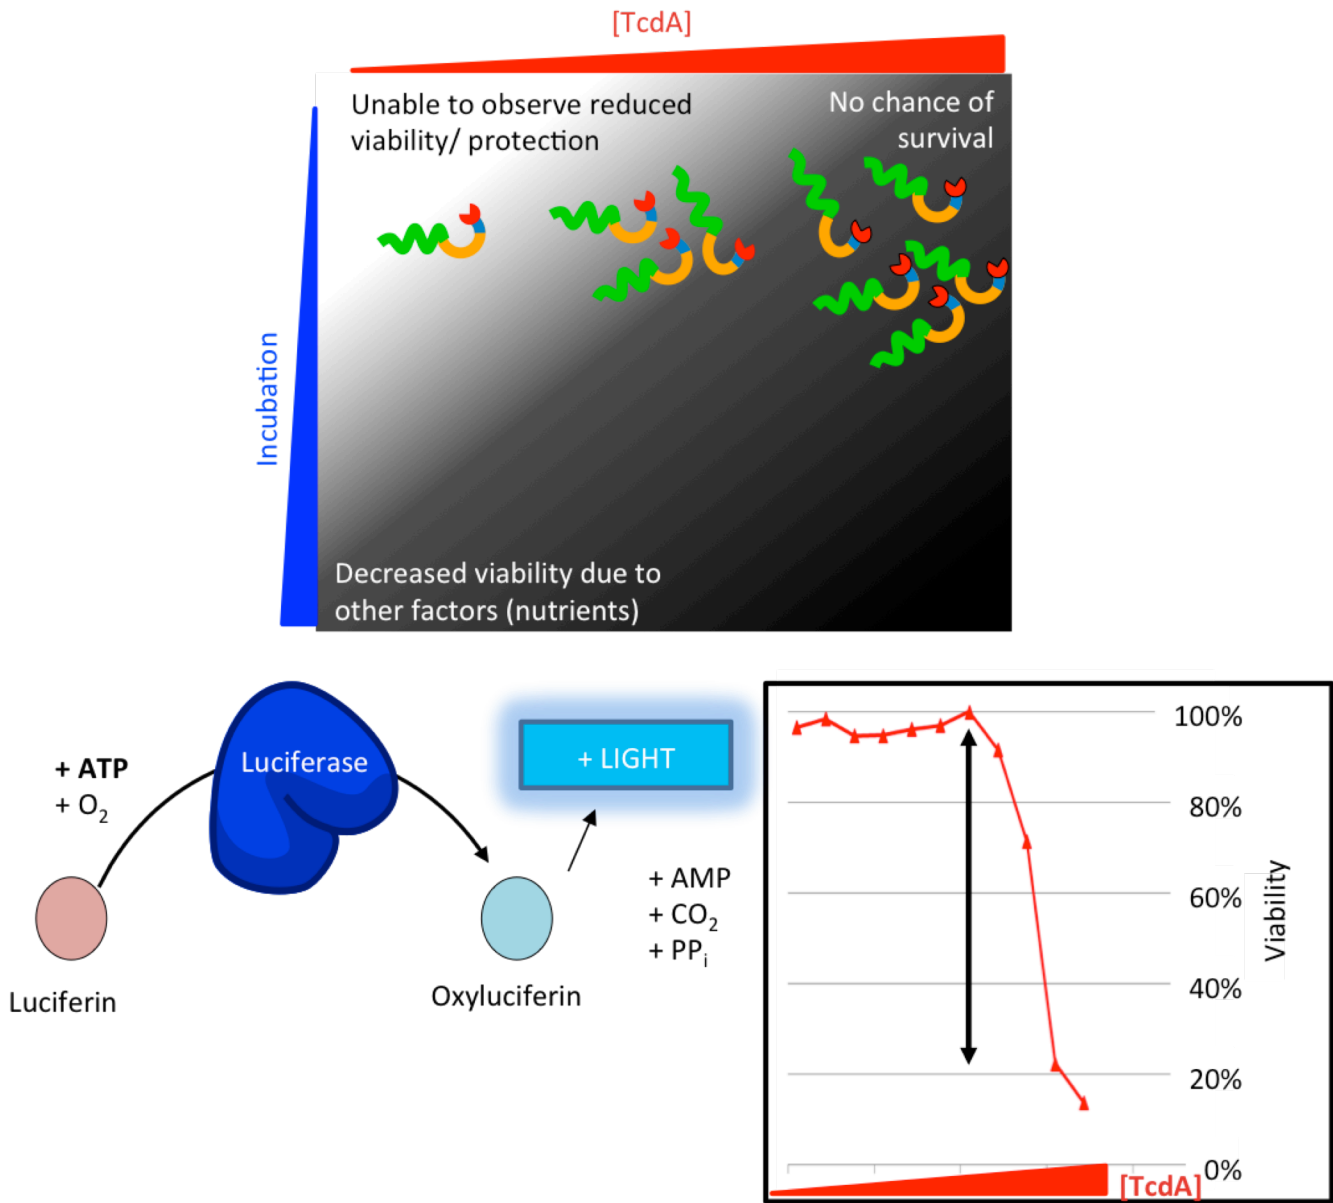 [TcdA]
Unable to observe reduced
viability/ protection
No chance of
survival
Incubation
Decreased viability due to
other factors (nutrients)
+ ATP
+ O₂
Luciferase
+ LIGHT
+ AMP
+ CO₂
+ PPᵢ
Luciferin
Oxyluciferin
100%
80%
60%
40%
20%
0%
Viability
[TcdA]